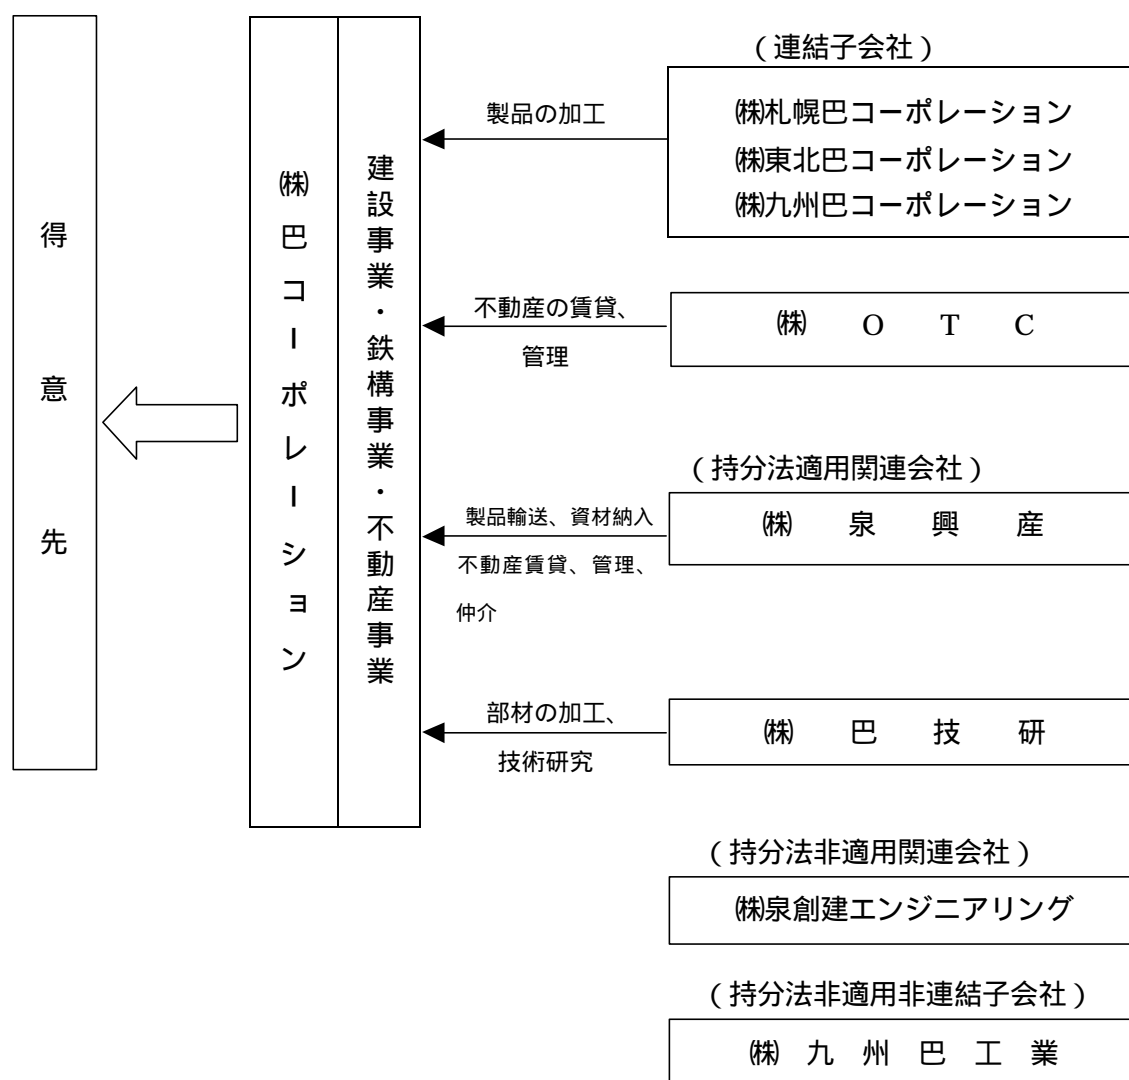 得意先
㈱巴コーポレーション
建設事業・鉄構事業・不動産事業
（連結子会社）
製品の加工
㈱札幌巴コーポレーション
㈱東北巴コーポレーション
㈱九州巴コーポレーション
不動産の賃貸、
管理
㈱　Ｏ　Ｔ　Ｃ
（持分法適用関連会社）
製品輸送、資材納入
不動産賃貸、管理、
仲介
㈱　泉　興　産
部材の加工、
技術研究
㈱　巴　技　研
（持分法非適用関連会社）
㈱泉創建エンジニアリング
（持分法非適用非連結子会社）
㈱　九　州　巴　工　業